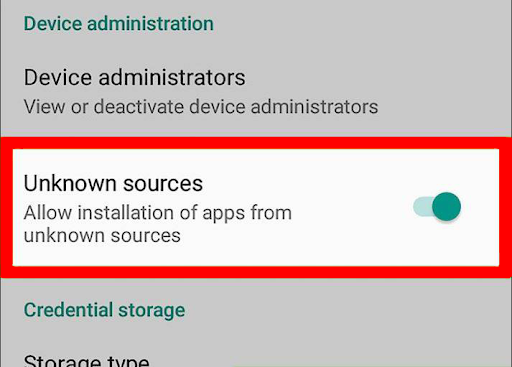 Device administration
Device administrators
View or deactivate device administrators
Unknown sources
Allow installation of apps from
unknown sources
Credential storage
Storage type